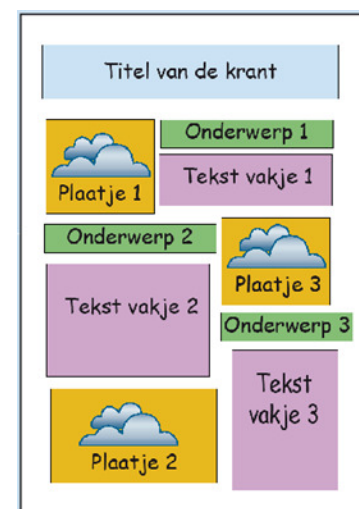 Titel van de krant
Onderwerp 1
Tekst vakje 1
Plaatje 1
Onderwerp 2
Tekst vakje 2
Plaatje 2
Plaatje 3
Onderwerp 3
Tekst
vakje 3